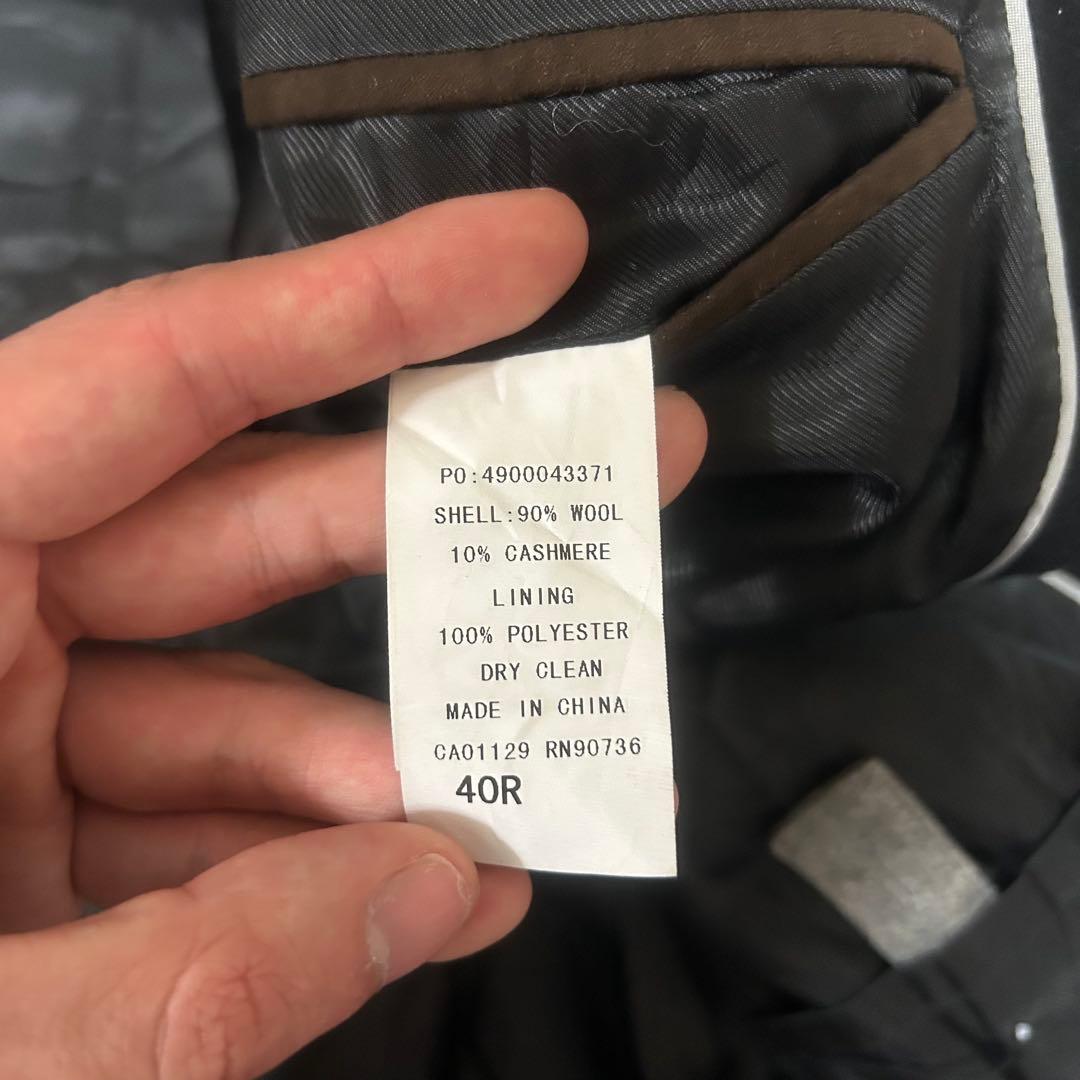 PO:4900043371
SHELL:90% WOOL
10% CASHMERE
LINING
100% POLYESTER
DRY CLEAN
MADE IN CHINA
CA01129 RN90736
40R